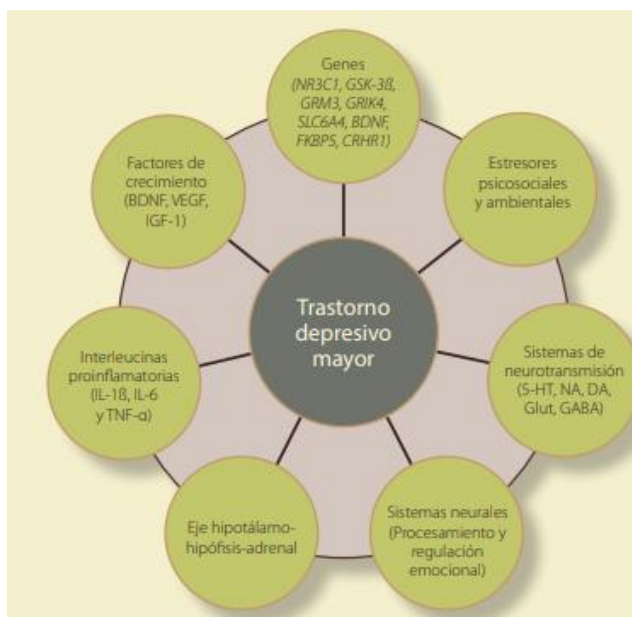 Genes
(NR3C1, GSK-3ß,
GRM3, GRIK4,
SLC6A4, BDNF,
FKBP5, CRHR1)
Estresores
psicosociales
y ambientales
Sistemas de
neurotransmisión
(5-HT, NA, DA,
Glut, GABA)
Sistemas neurales
(Procesamiento y
regulación
emocional)
Eje hipotálamo-
hipófisis-adrenal
Interleucinas
proinflamatorias
(IL-1ß, IL-6
y TNF-α)
Factores de
crecimiento
(BDNF, VEGF,
IGF-1)
Trastorno
depresivo
mayor